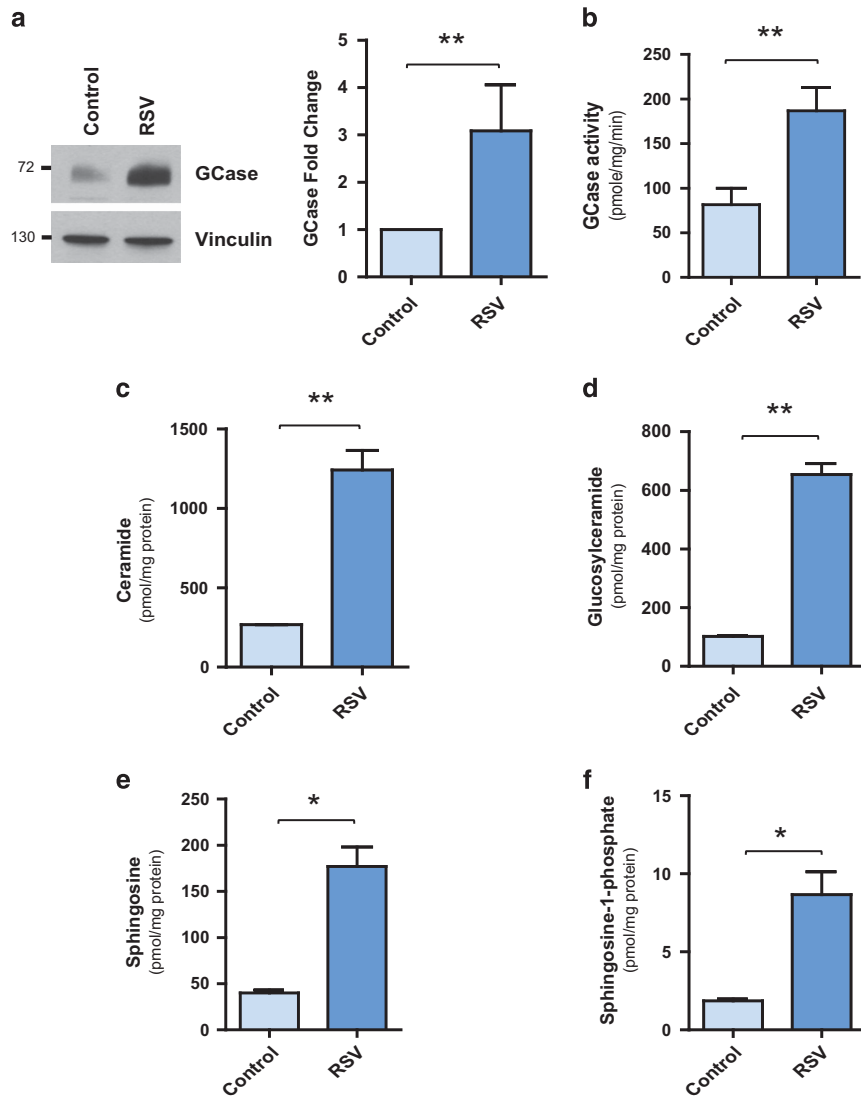 a
Control
RSV
72
GCase
130
Vinculin
GCase Fold Change
5
4
3
2
1
0
**
Control
RSV
b
GCase activity
(pmole/mg/min)
250
200
150
100
50
0
**
Control
RSV
c
Ceramide
(pmol/mg protein)
1500
1000
500
0
**
Control
RSV
d
Glucosylceramide
(pmol/mg protein)
800
600
400
200
0
**
Control
RSV
e
Sphingosine
(pmol/mg protein)
250
200
150
100
50
0
*
Control
RSV
f
Sphingosine-1-phosphate
(pmol/mg protein)
15
10
5
0
*
Control
RSV